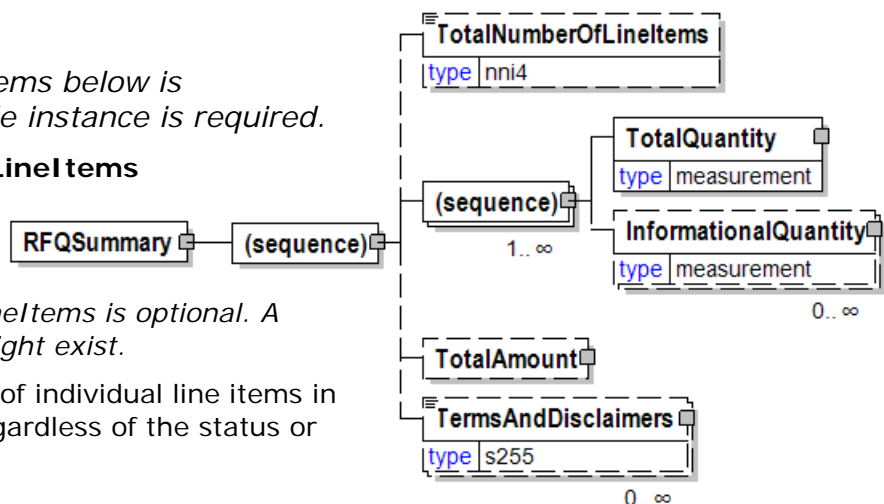 ems below is
e instance is required.
LineItems
neItems is optional. A
ight exist.
of individual line items in
gardless of the status or
RFQSummary
(sequence)
TotalNumberOfLineItems
type nni4
(sequence)
1.. ∞
TotalQuantity
type measurement
InformationalQuantity
type measurement
0.. ∞
TotalAmount
TermsAndDisclaimers
type s255
0.. ∞